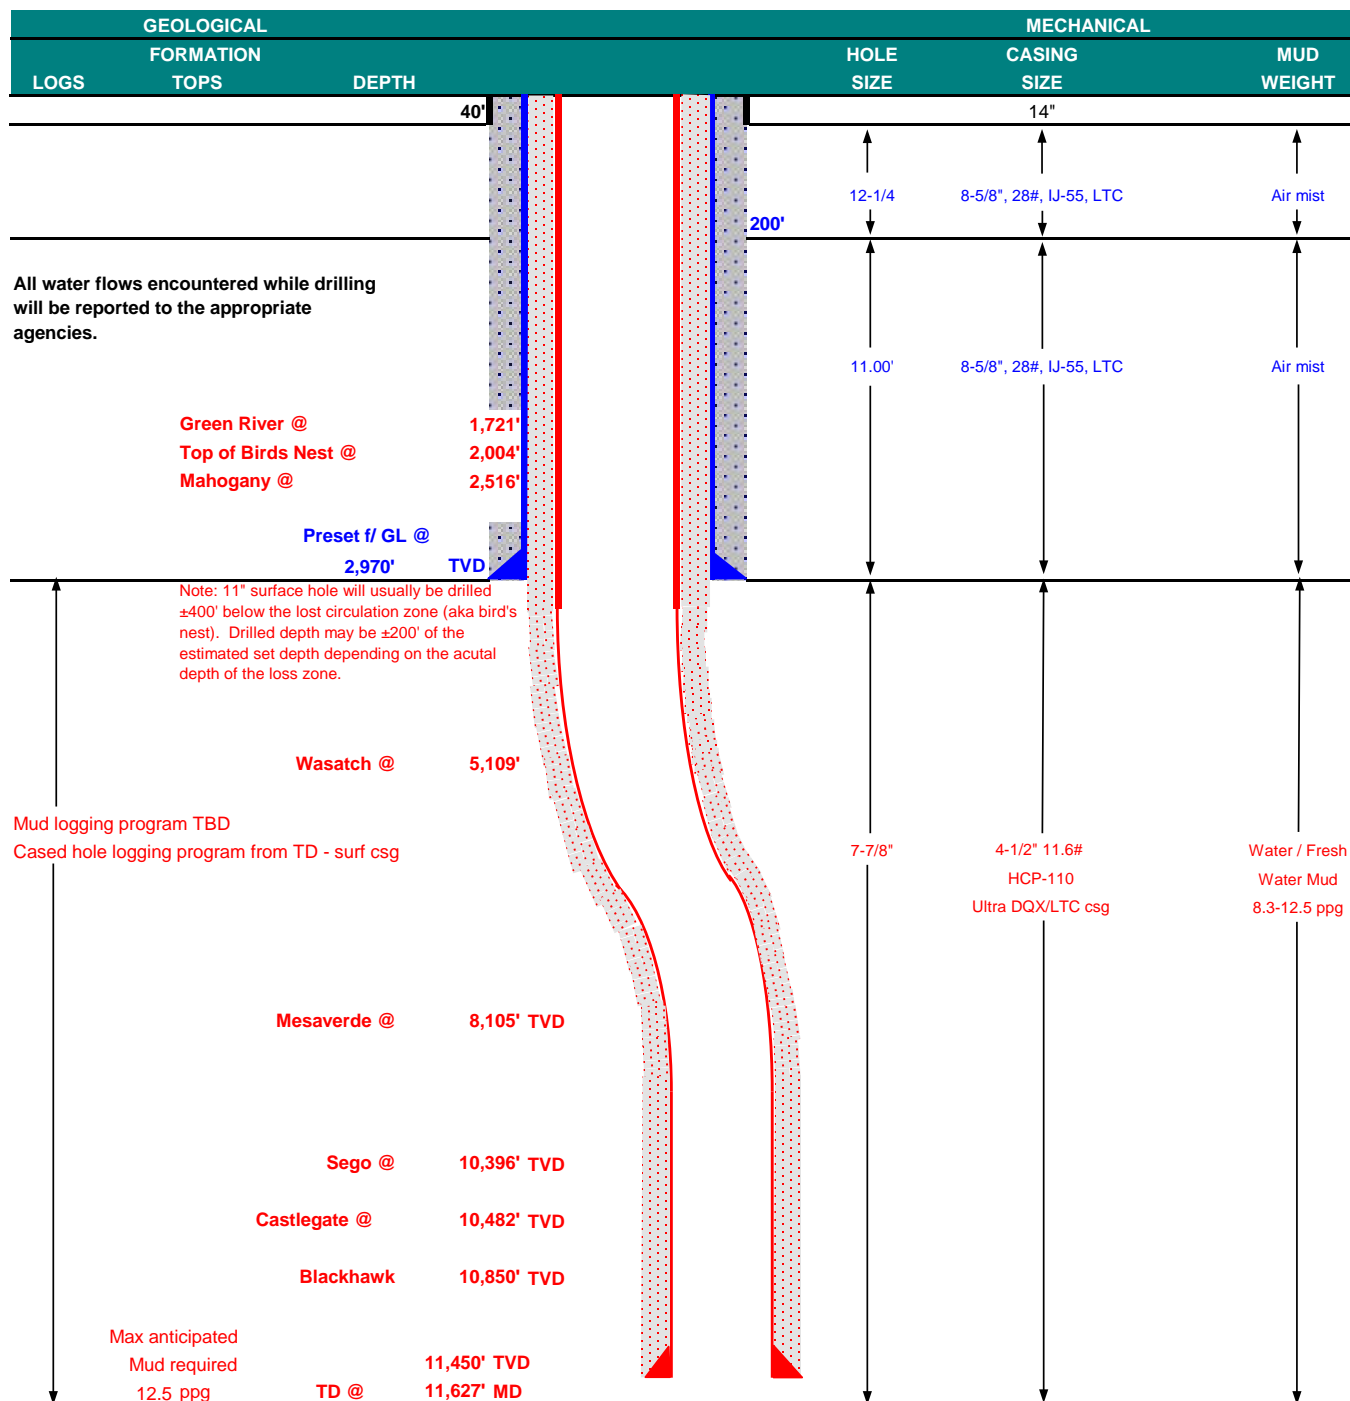 GEOLOGICAL MECHANICAL
FORMATION HOLE CASING MUD
LOGS TOPS DEPTH SIZE SIZE WEIGHT
40' 14"
12-1/4 8-5/8", 28#, IJ-55, LTC Air mist
200'
All water flows encountered while drilling
will be reported to the appropriate
agencies.
11.00' 8-5/8", 28#, IJ-55, LTC Air mist
Green River @ 1,721'
Top of Birds Nest @ 2,004'
Mahogany @ 2,516'
Preset f/ GL @
2,970' TVD
Note: 11" surface hole will usually be drilled
±400' below the lost circulation zone (aka bird's
nest). Drilled depth may be ±200' of the
estimated set depth depending on the acutal
depth of the loss zone.
Wasatch @ 5,109'
Mud logging program TBD
Cased hole logging program from TD - surf csg
7-7/8" 4-1/2" 11.6# Water / Fresh
HCP-110 Water Mud
Ultra DQX/LTC csg 8.3-12.5 ppg
Mesaverde @ 8,105' TVD
Sego @ 10,396' TVD
Castlegate @ 10,482' TVD
Blackhawk 10,850' TVD
Max anticipated
Mud required 11,450' TVD
12.5 ppg TD @ 11,627' MD